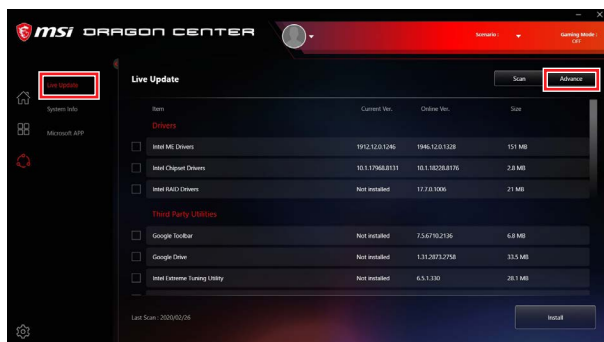 msi DRAGON CENTER
Scenario :
Gaming Mode :
OFF
Live Update
System Info
Microsoft APP
Live Update
Scan
Advance
Item Current Ver. Online Ver. Size
Drivers
Intel ME Drivers 1912.12.0.1246 1946.12.0.1328 151 MB
Intel Chipset Drivers 10.1.17968.8131 10.1.18228.8176 2.8 MB
Intel RAID Drivers Not installed 17.7.0.1006 21 MB
Third Party Utilities
Google Toolbar Not installed 7.5.6710.2136 6.8 MB
Google Drive Not installed 1.31.2873.2758 33.5 MB
Intel Extreme Tuning Utility Not installed 6.5.1.330 28.1 MB
Last Scan : 2020/02/26
Install